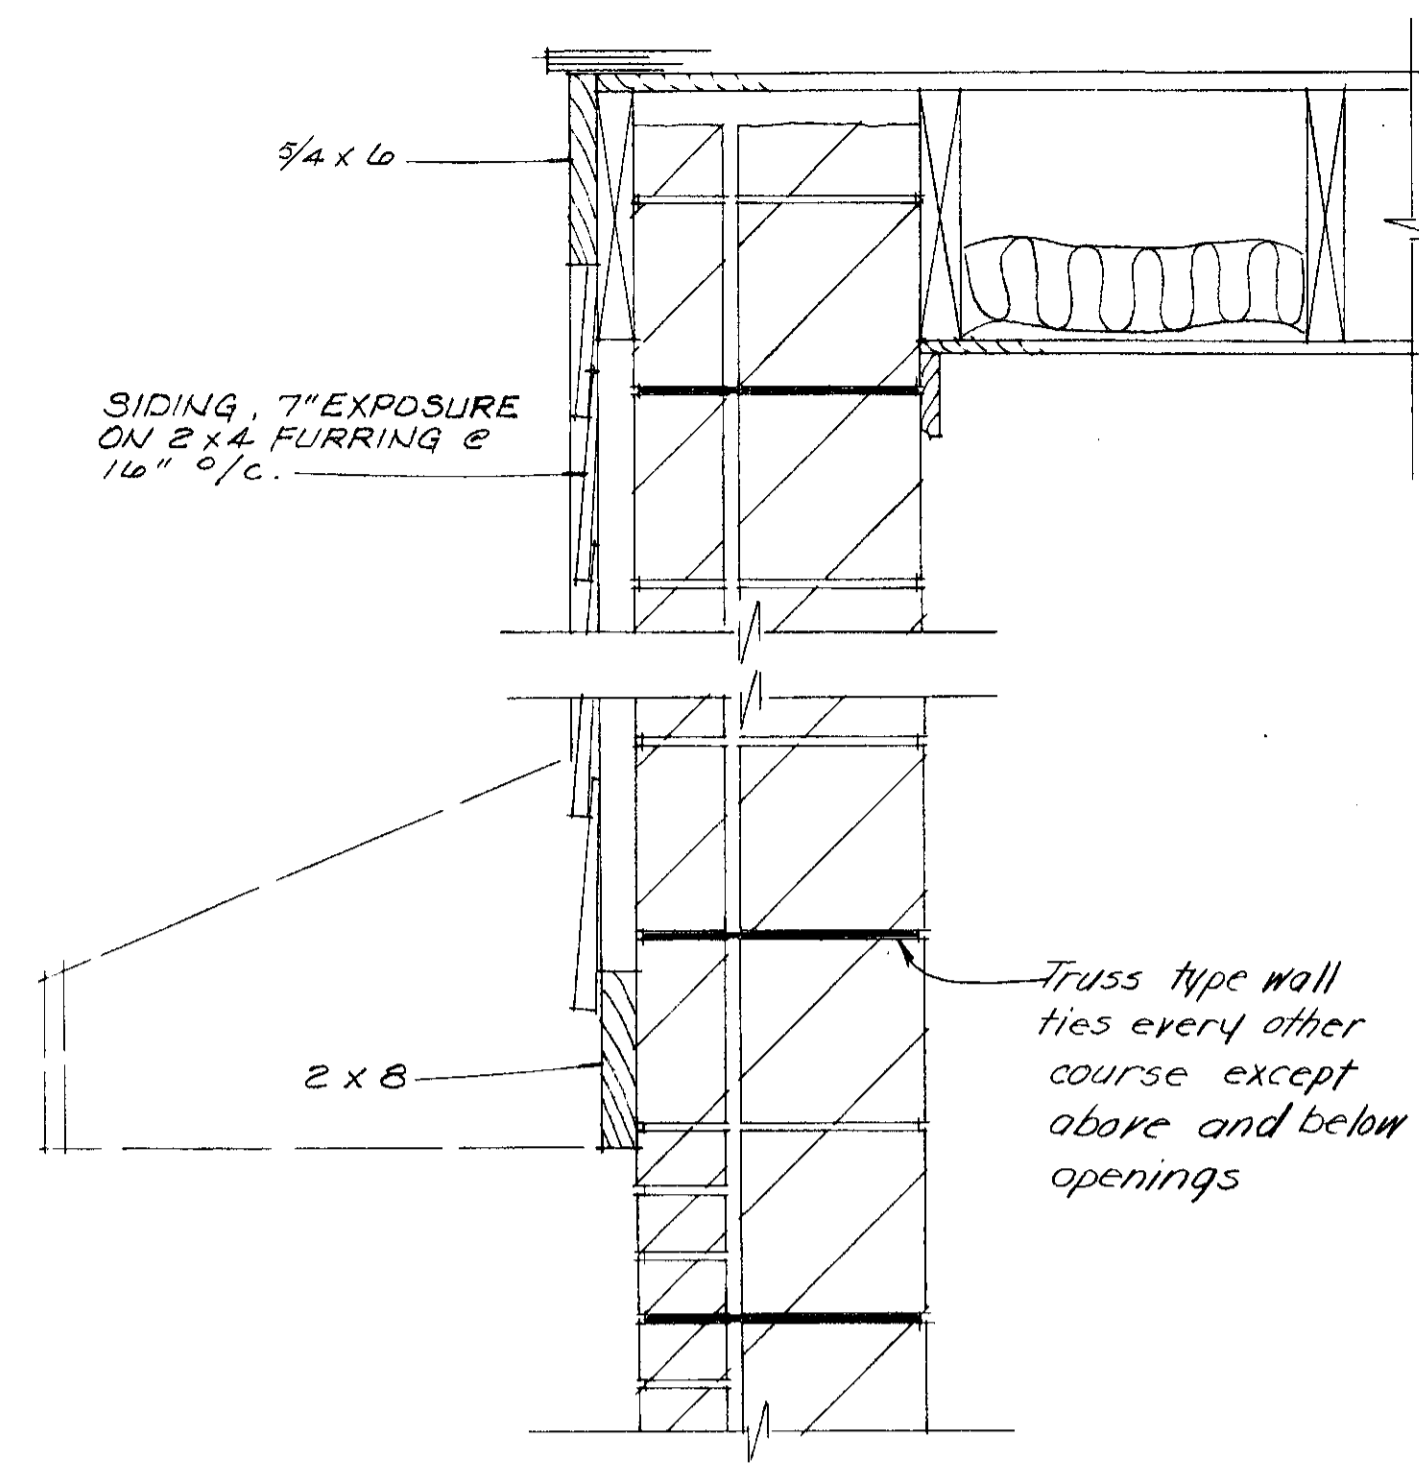 5/4 x 6
SIDING, 7" EXPOSURE
ON 2x4 FURRING @
16" o/c.
2 x 8
Truss type wall
ties every other
course except
above and below
openings